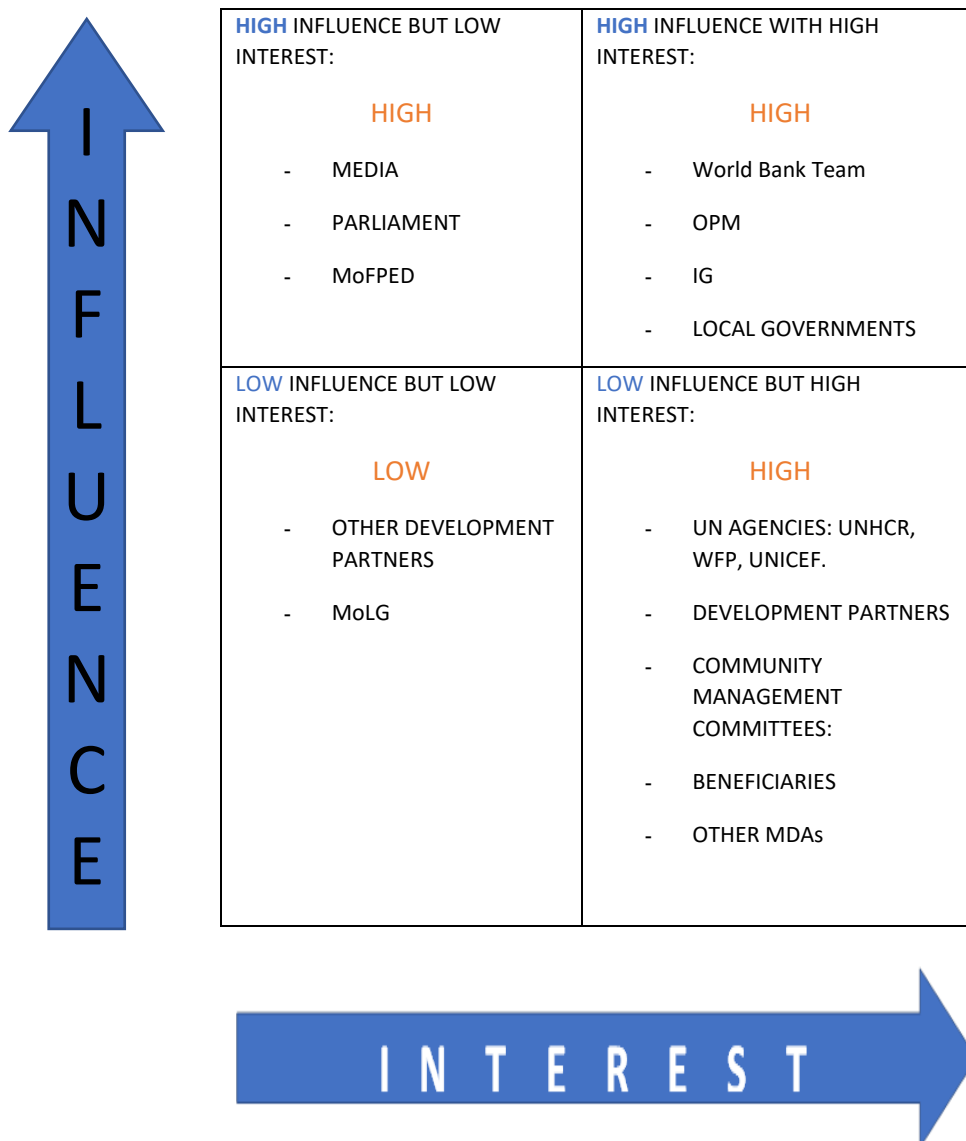 INFLUENCE
HIGH INFLUENCE BUT LOW
INTEREST:
HIGH
- MEDIA
- PARLIAMENT
- MoFPED
HIGH INFLUENCE WITH HIGH
INTEREST:
HIGH
- World Bank Team
- OPM
- IG
- LOCAL GOVERNMENTS
LOW INFLUENCE BUT LOW
INTEREST:
LOW
- OTHER DEVELOPMENT
PARTNERS
- MoLG
LOW INFLUENCE BUT HIGH
INTEREST:
HIGH
- UN AGENCIES: UNHCR,
WFP, UNICEF.
- DEVELOPMENT PARTNERS
- COMMUNITY
MANAGEMENT
COMMITTEES:
- BENEFICIARIES
- OTHER MDAs
INTEREST